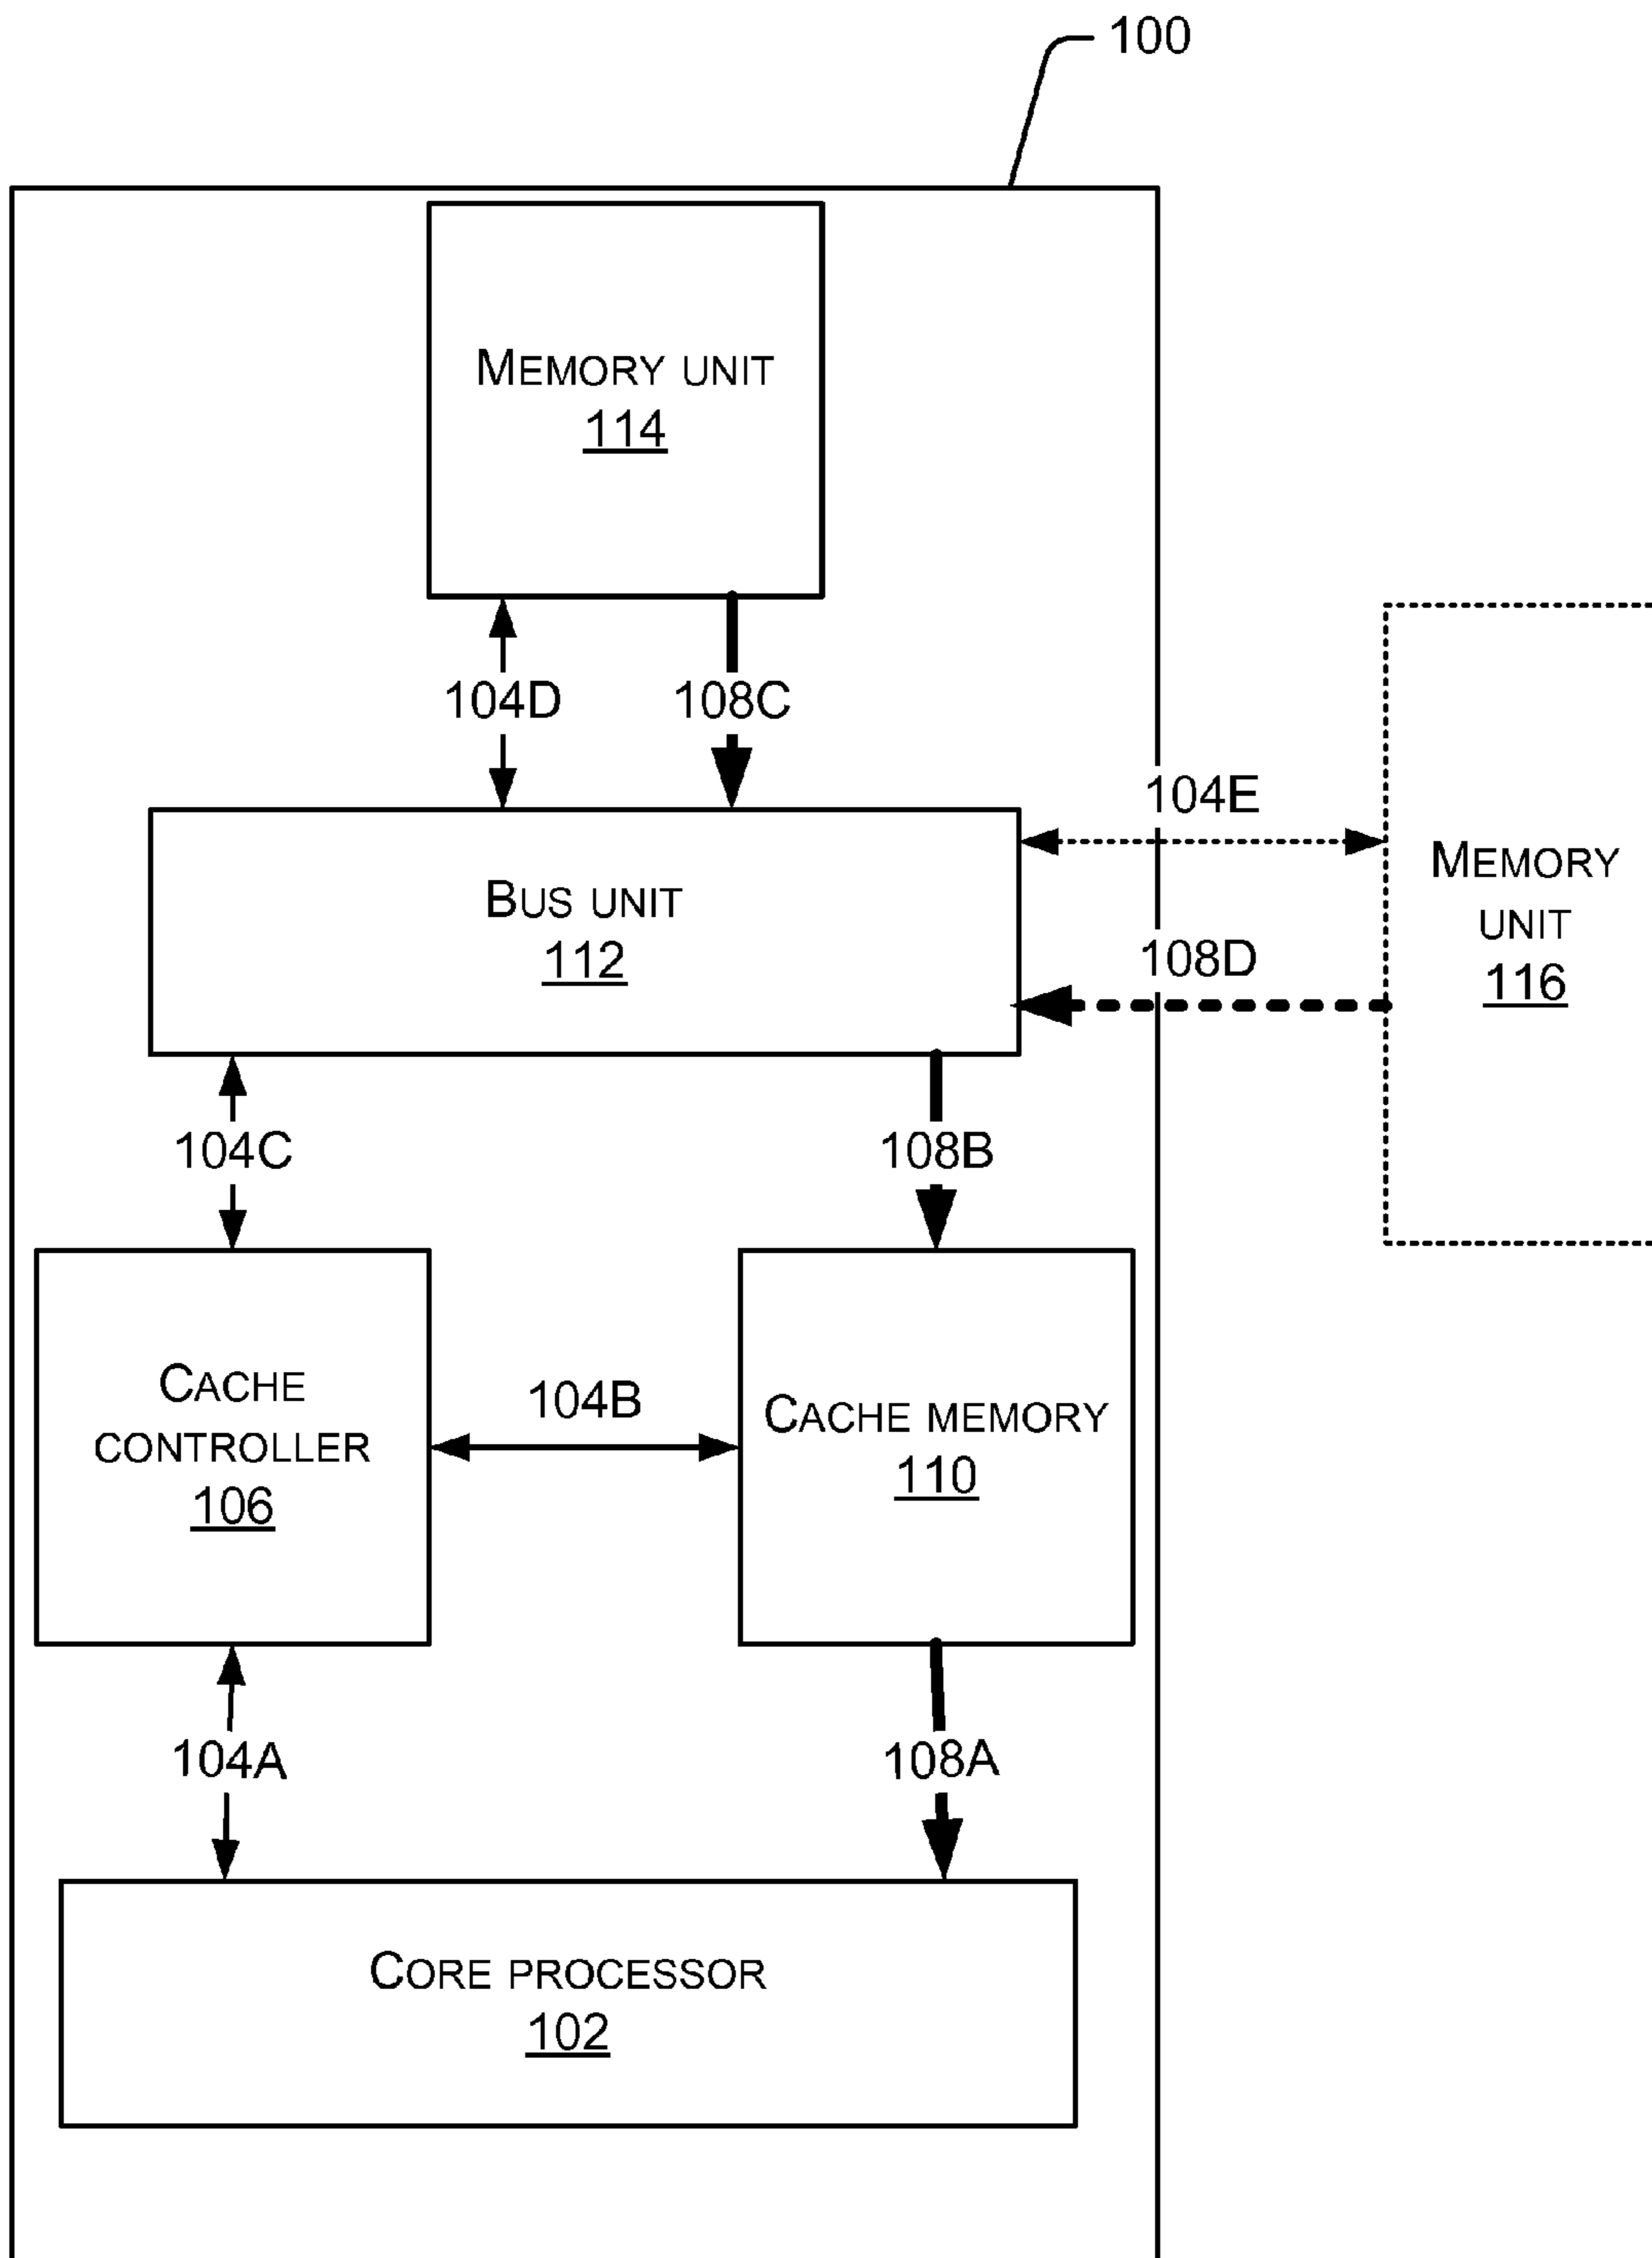 100
MEMORY UNIT
114
104D
108C
104E
BUS UNIT
112
MEMORY
UNIT
116
108D
104C
108B
CACHE
CONTROLLER
106
104B
CACHE MEMORY
110
104A
108A
CORE PROCESSOR
102